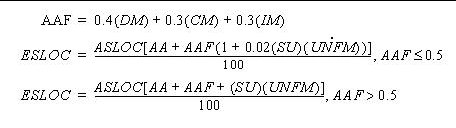 AAF = 0.4(DM) + 0.3(CM) + 0.3(IM)
ESLOC = ASLOC[AA + AAF(1 + 0.02(SU)(UNFM))] / 100, AAF ≤ 0.5
ESLOC = ASLOC[AA + AAF + (SU)(UNFM)] / 100, AAF > 0.5